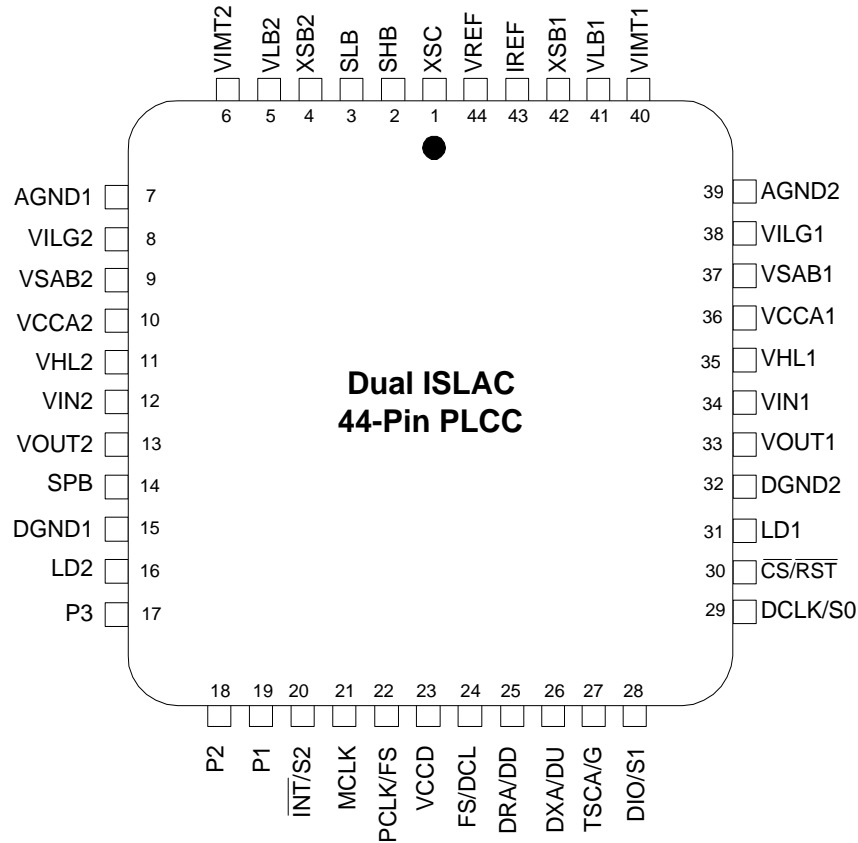 VIMT2
VLB2
XSB2
SLB
SHB
XSC
VREF
IREF
XSB1
VLB1
VIMT1
6
5
4
3
2
1
44
43
42
41
40
AGND1 7
VILG2 8
VSAB2 9
VCCA2 10
VHL2 11
VIN2 12
VOUT2 13
SPB 14
DGND1 15
LD2 16
P3 17
Dual ISLAC
44-Pin PLCC
39 AGND2
38 VILG1
37 VSAB1
36 VCCA1
35 VHL1
34 VIN1
33 VOUT1
32 DGND2
31 LD1
30 C̅S̅/R̅S̅T̅
29 DCLK/S0
18
19
20
21
22
23
24
25
26
27
28
P2
P1
I̅N̅T̅/S2
MCLK
PCLK/FS
VCCD
FS/DCL
DRA/DD
DXA/DU
TSCA/G
DIO/S1